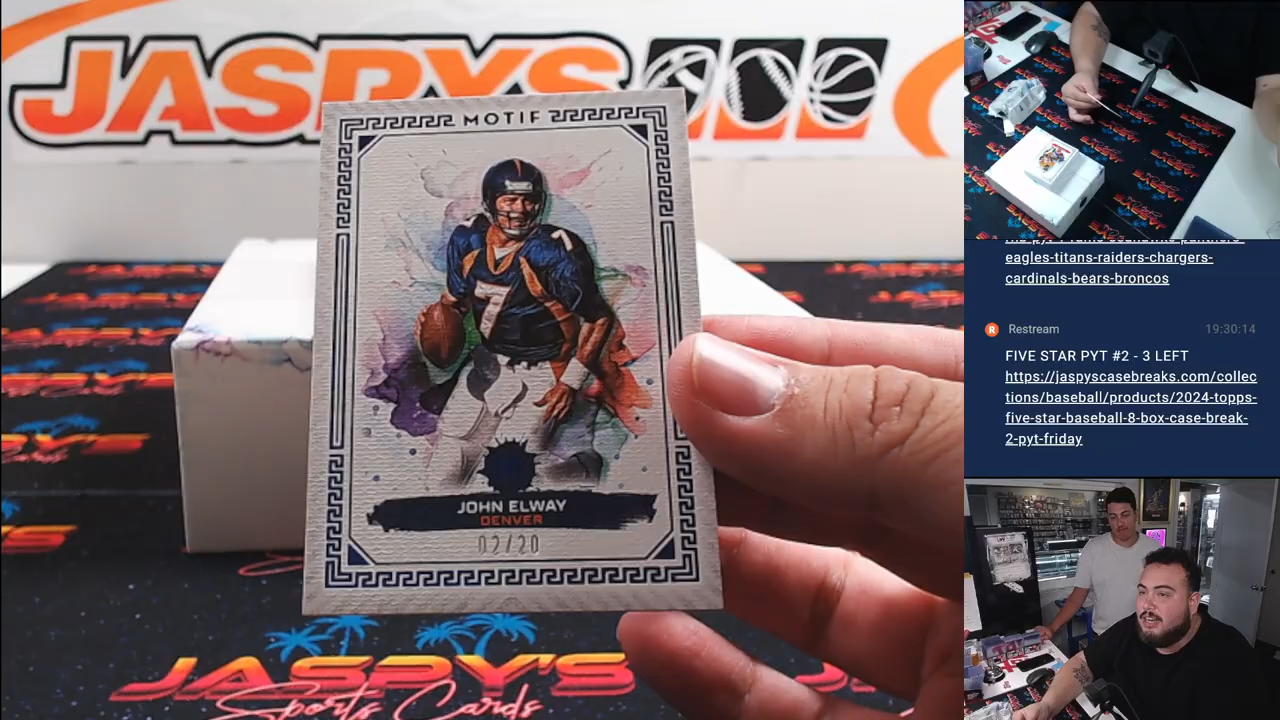 JASPYS
MOTIF
7
7
JOHN ELWAY
DENVER
02/20
JASPY'S
Sports Cards
eagles-titans-raiders-chargers-
cardinals-bears-broncos
R Restream 19:30:14
FIVE STAR PYT #2 - 3 LEFT
https://jaspyscasebreaks.com/collec
tions/baseball/products/2024-topps-
five-star-baseball-8-box-case-break-
2-pyt-friday